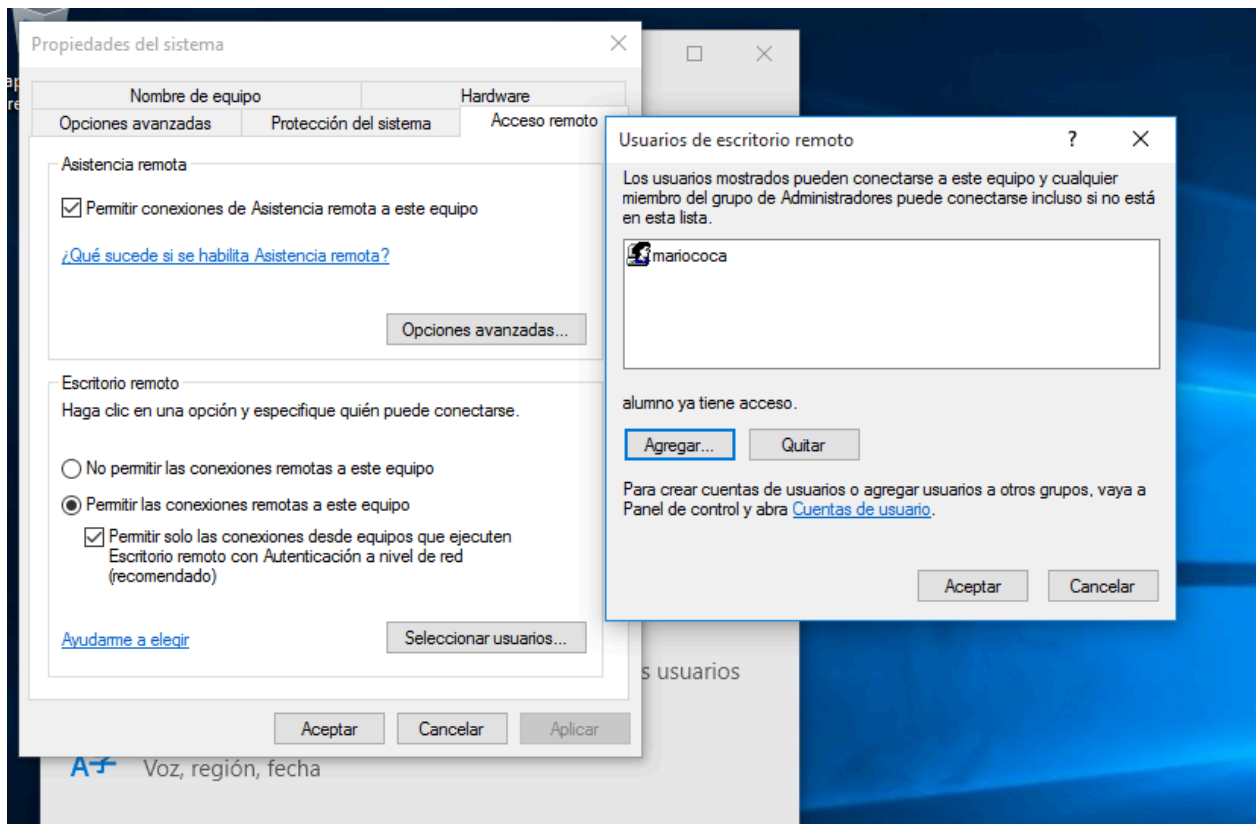 Propiedades del sistema
Nombre de equipo
Hardware
Opciones avanzadas
Protección del sistema
Acceso remoto
Asistencia remota
Permitir conexiones de Asistencia remota a este equipo
¿Qué sucede si se habilita Asistencia remota?
Opciones avanzadas...
Escritorio remoto
Haga clic en una opción y especifique quién puede conectarse.
No permitir las conexiones remotas a este equipo
Permitir las conexiones remotas a este equipo
Permitir solo las conexiones desde equipos que ejecuten
Escritorio remoto con Autenticación a nivel de red
(recomendado)
Ayudarme a elegir
Seleccionar usuarios...
Aceptar
Cancelar
Aplicar
Usuarios de escritorio remoto
?
Los usuarios mostrados pueden conectarse a este equipo y cualquier
miembro del grupo de Administradores puede conectarse incluso si no está
en esta lista.
mariococa
alumno ya tiene acceso.
Agregar...
Quitar
Para crear cuentas de usuarios o agregar usuarios a otros grupos, vaya a
Panel de control y abra Cuentas de usuario.
Aceptar
Cancelar
s usuarios
A字 Voz, región, fecha